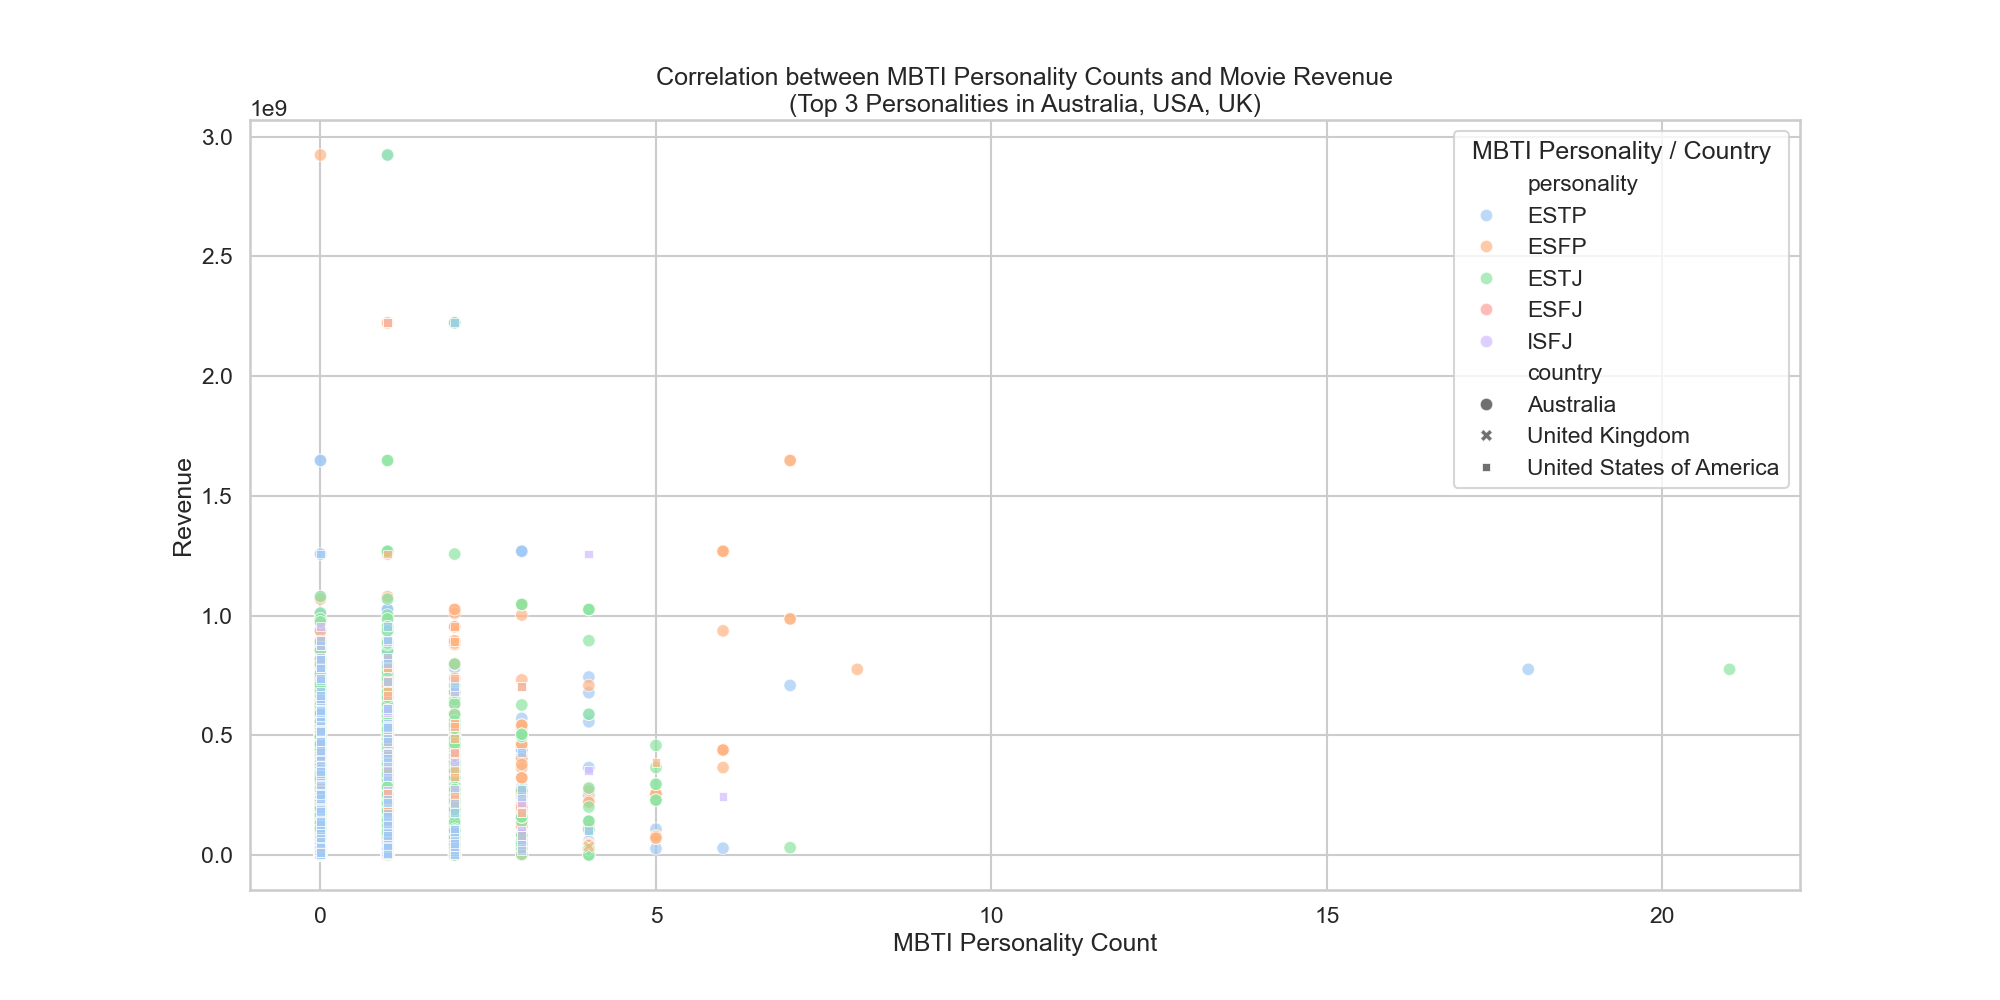 Correlation between MBTI Personality Counts and Movie Revenue
(Top 3 Personalities in Australia, USA, UK)
1e9
3.0
2.5
2.0
1.5
1.0
0.5
0.0
Revenue
MBTI Personality / Country
personality
ESTP
ESFP
ESTJ
ESFJ
ISFJ
country
Australia
United Kingdom
United States of America
0 5 10 15 20
MBTI Personality Count